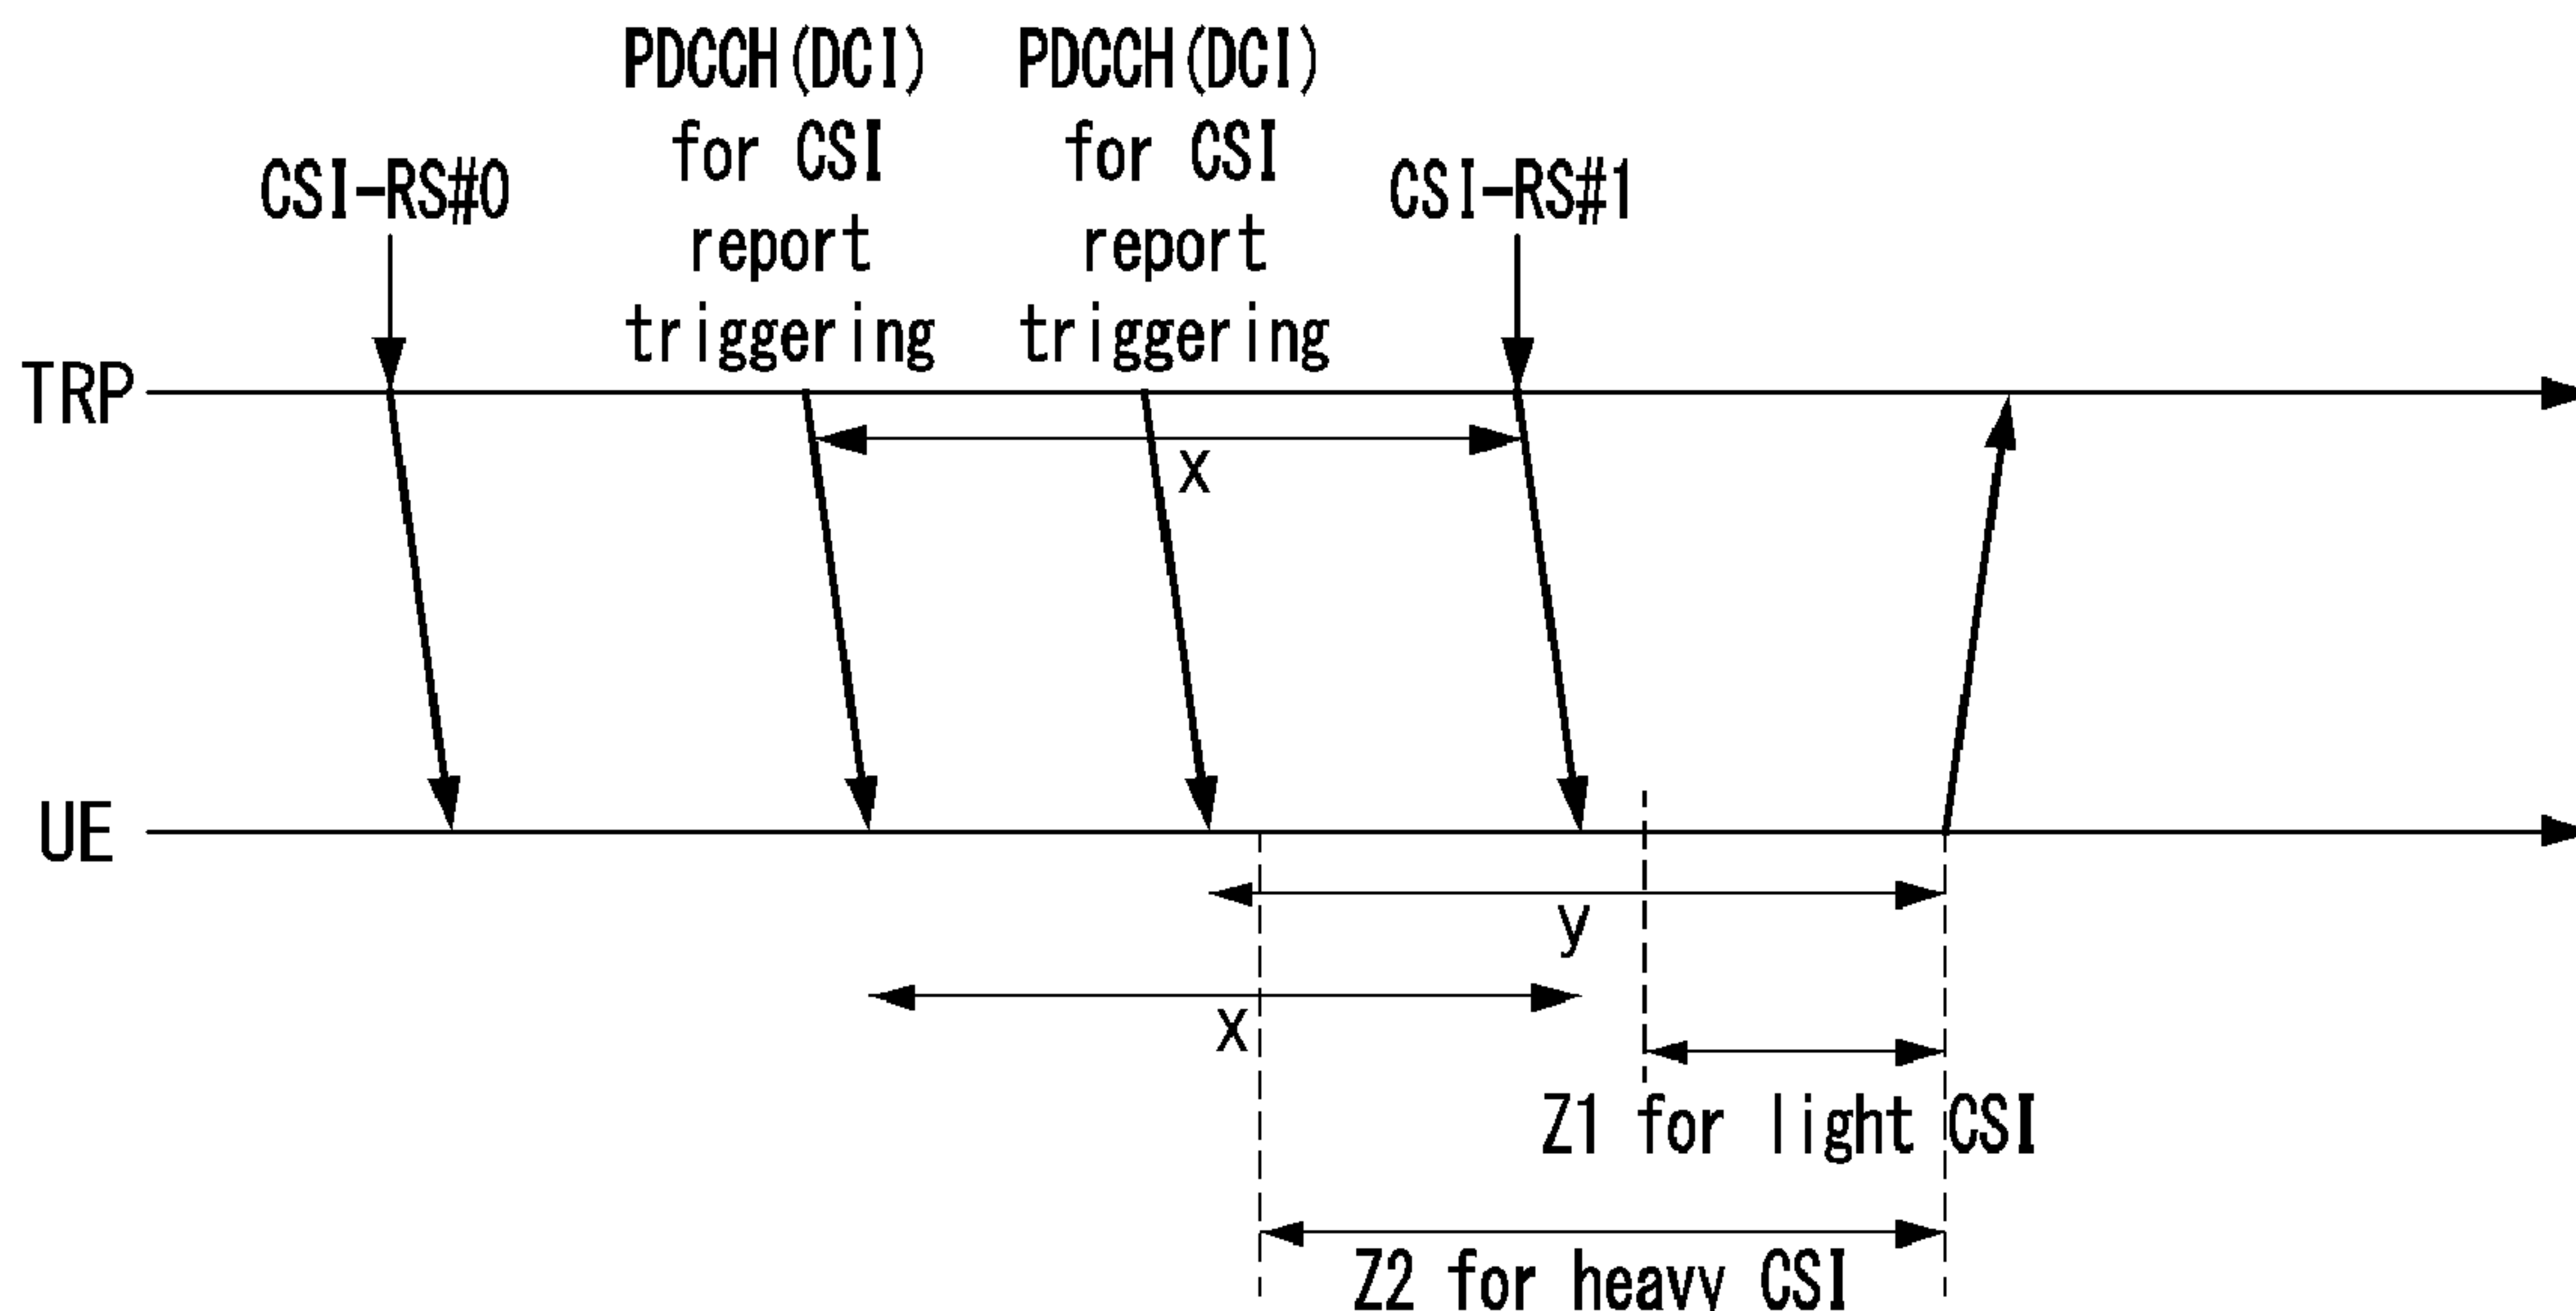 PDCCH(DCI)
for CSI
report
triggering
PDCCH(DCI)
for CSI
report
triggering
CSI-RS#0
CSI-RS#1
TRP
x
UE
y
x
Z1 for light CSI
Z2 for heavy CSI